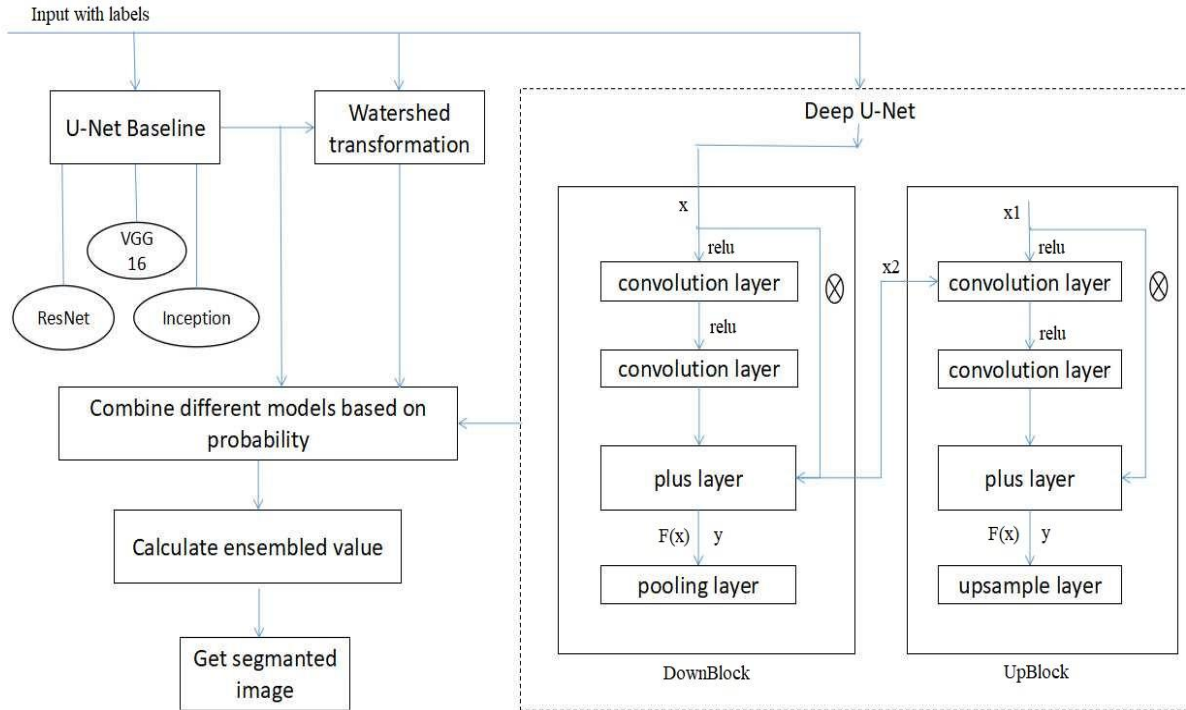 Input with labels
U-Net Baseline
Watershed
transformation
VGG
16
ResNet
Inception
Combine different models based on
probability
Calculate ensembled value
Get segmanted
image
Deep U-Net
x
relu
convolution layer
relu
convolution layer
plus layer
F(x) y
pooling layer
DownBlock
x2
x1
relu
convolution layer
relu
convolution layer
plus layer
F(x) y
upsample layer
UpBlock